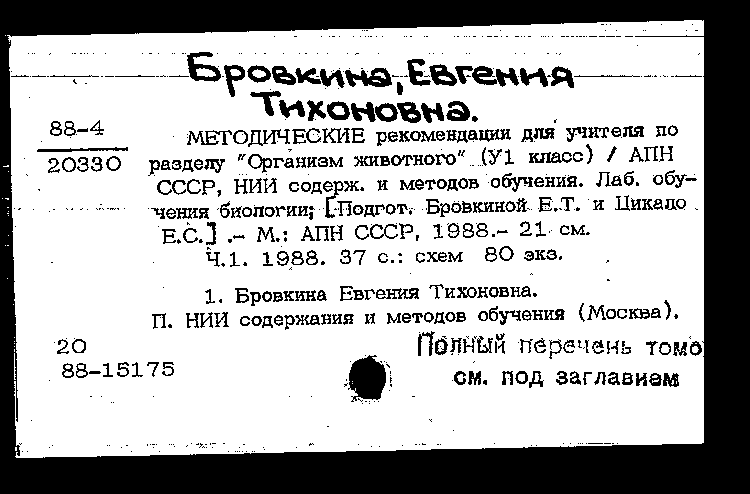 Бровкина, Евгения
Тихоновна.
88-4
20330
МЕТОДИЧЕСКИЕ рекомендации для учителя по
разделу "Организм животного" (У1 класс) / АПН
СССР, НИИ содерж. и методов обучения. Лаб. обу-
чения биологии; [Подгот. Бровкиной Е.Т. и Цикало
Е.С.] .- М.: АПН СССР, 1988.- 21 см.
Ч.1. 1988. 37 с.: схем 80 экз.
1. Бровкина Евгения Тихоновна.
П. НИИ содержания и методов обучения (Москва).
20
88-15175
Полный перечень томо
см. под заглавием